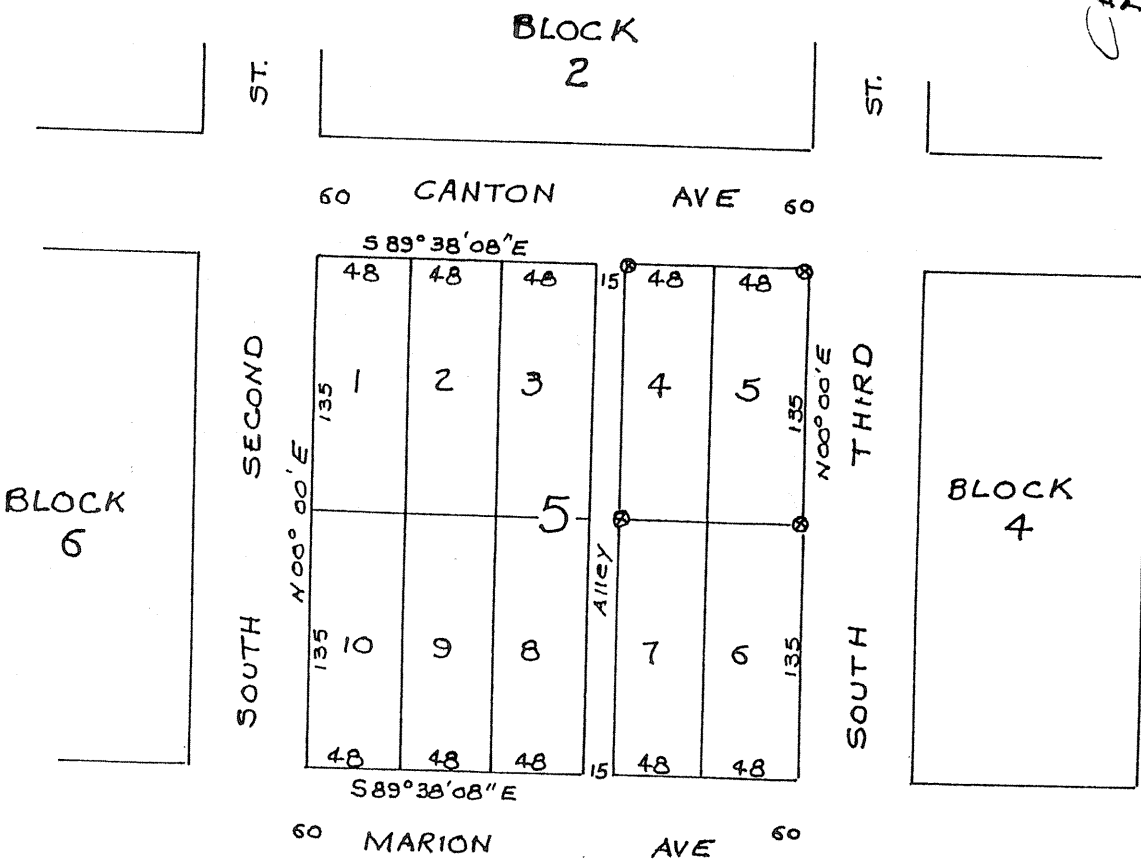 BLOCK
2
ST.
ST.
60 CANTON AVE 60
S 89° 38' 08" E
48 48 48 15 48 48
SECOND
135
1 2 3 4 5
135
N00° 00' E
THIRD
N00° 00' E
BLOCK
6
5
BLOCK
4
Alley
SOUTH
135
10 9 8 7 6
135
SOUTH
48 48 48 15 48 48
S 89° 38' 08" E
60 MARION AVE 60